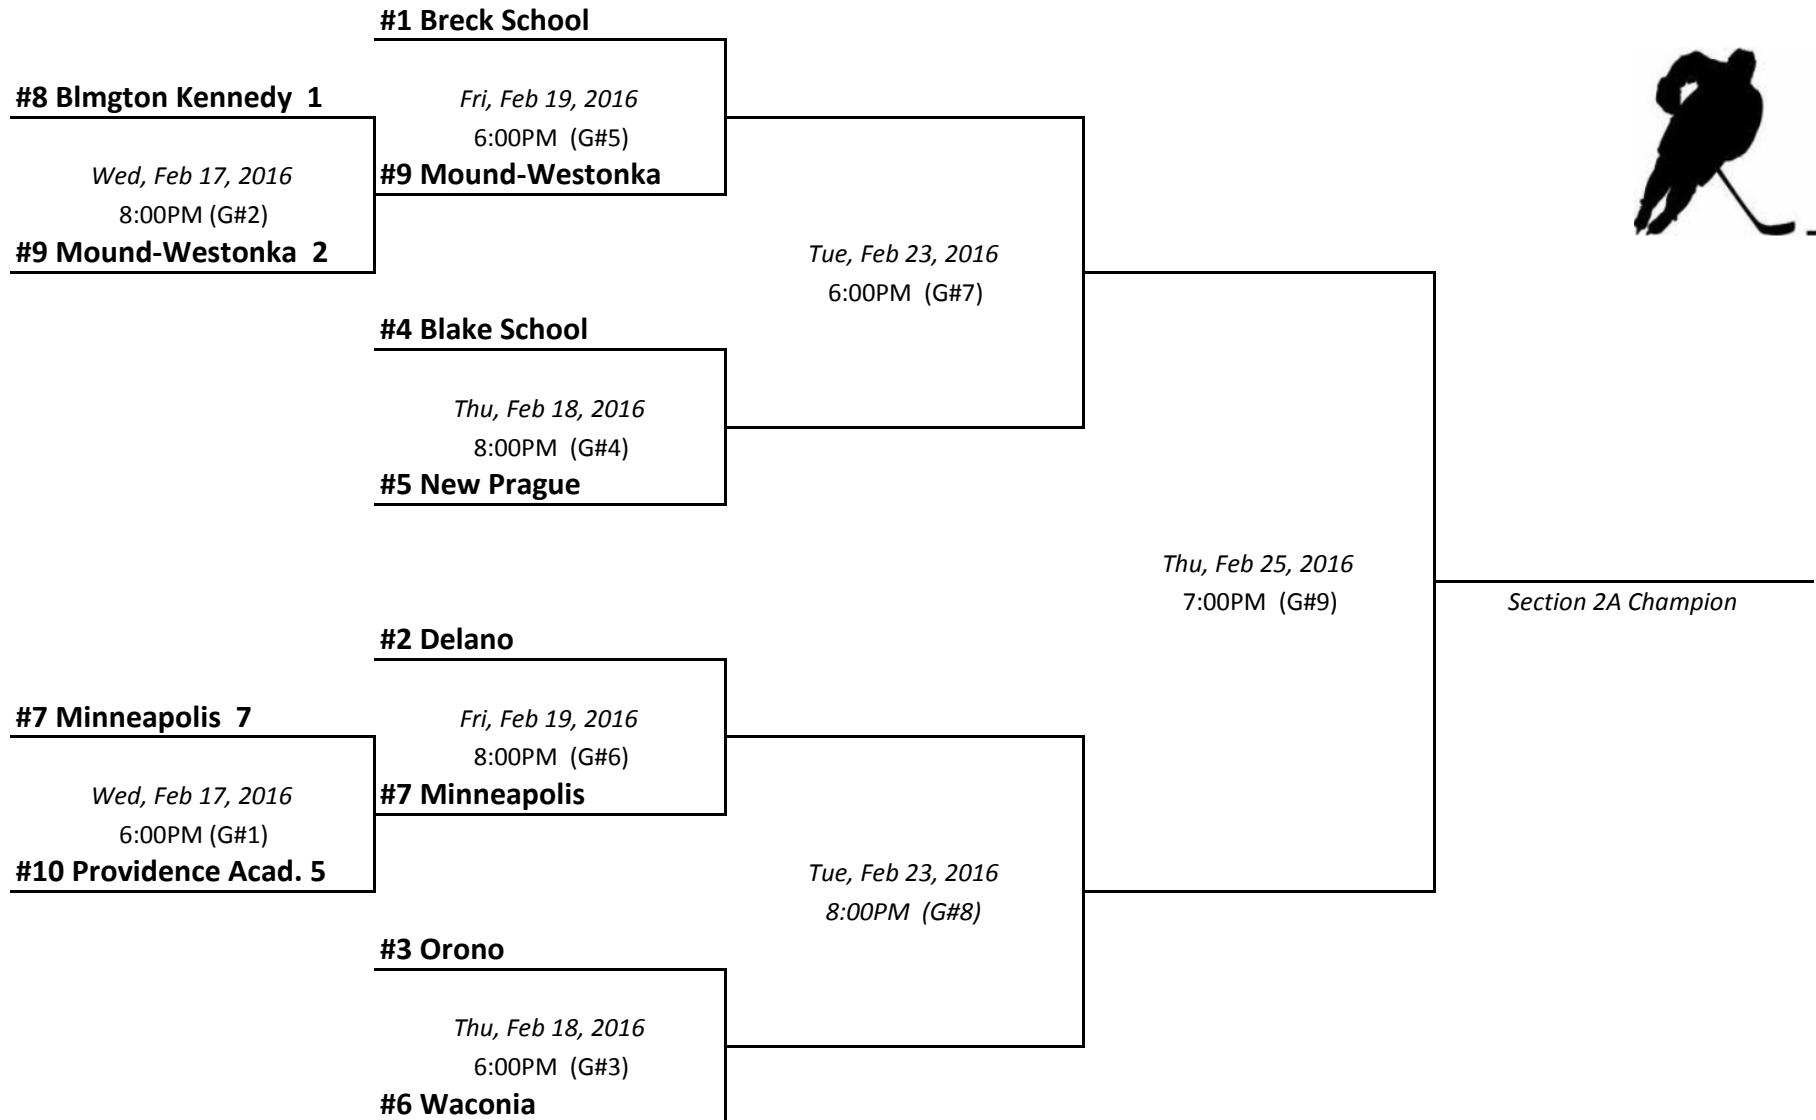 #1 Breck School
#8 Blmgton Kennedy 1
Fri, Feb 19, 2016
6:00PM (G#5)
Wed, Feb 17, 2016
8:00PM (G#2)
#9 Mound-Westonka
#9 Mound-Westonka 2
Tue, Feb 23, 2016
6:00PM (G#7)
#4 Blake School
Thu, Feb 18, 2016
8:00PM (G#4)
#5 New Prague
Thu, Feb 25, 2016
7:00PM (G#9)
Section 2A Champion
#2 Delano
#7 Minneapolis 7
Fri, Feb 19, 2016
8:00PM (G#6)
Wed, Feb 17, 2016
6:00PM (G#1)
#7 Minneapolis
#10 Providence Acad. 5
Tue, Feb 23, 2016
8:00PM (G#8)
#3 Orono
Thu, Feb 18, 2016
6:00PM (G#3)
#6 Waconia